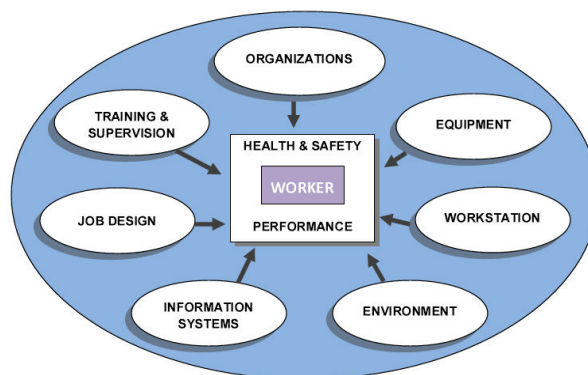 ORGANIZATIONS
TRAINING &
SUPERVISION
EQUIPMENT
HEALTH & SAFETY
WORKER
PERFORMANCE
JOB DESIGN
WORKSTATION
INFORMATION
SYSTEMS
ENVIRONMENT